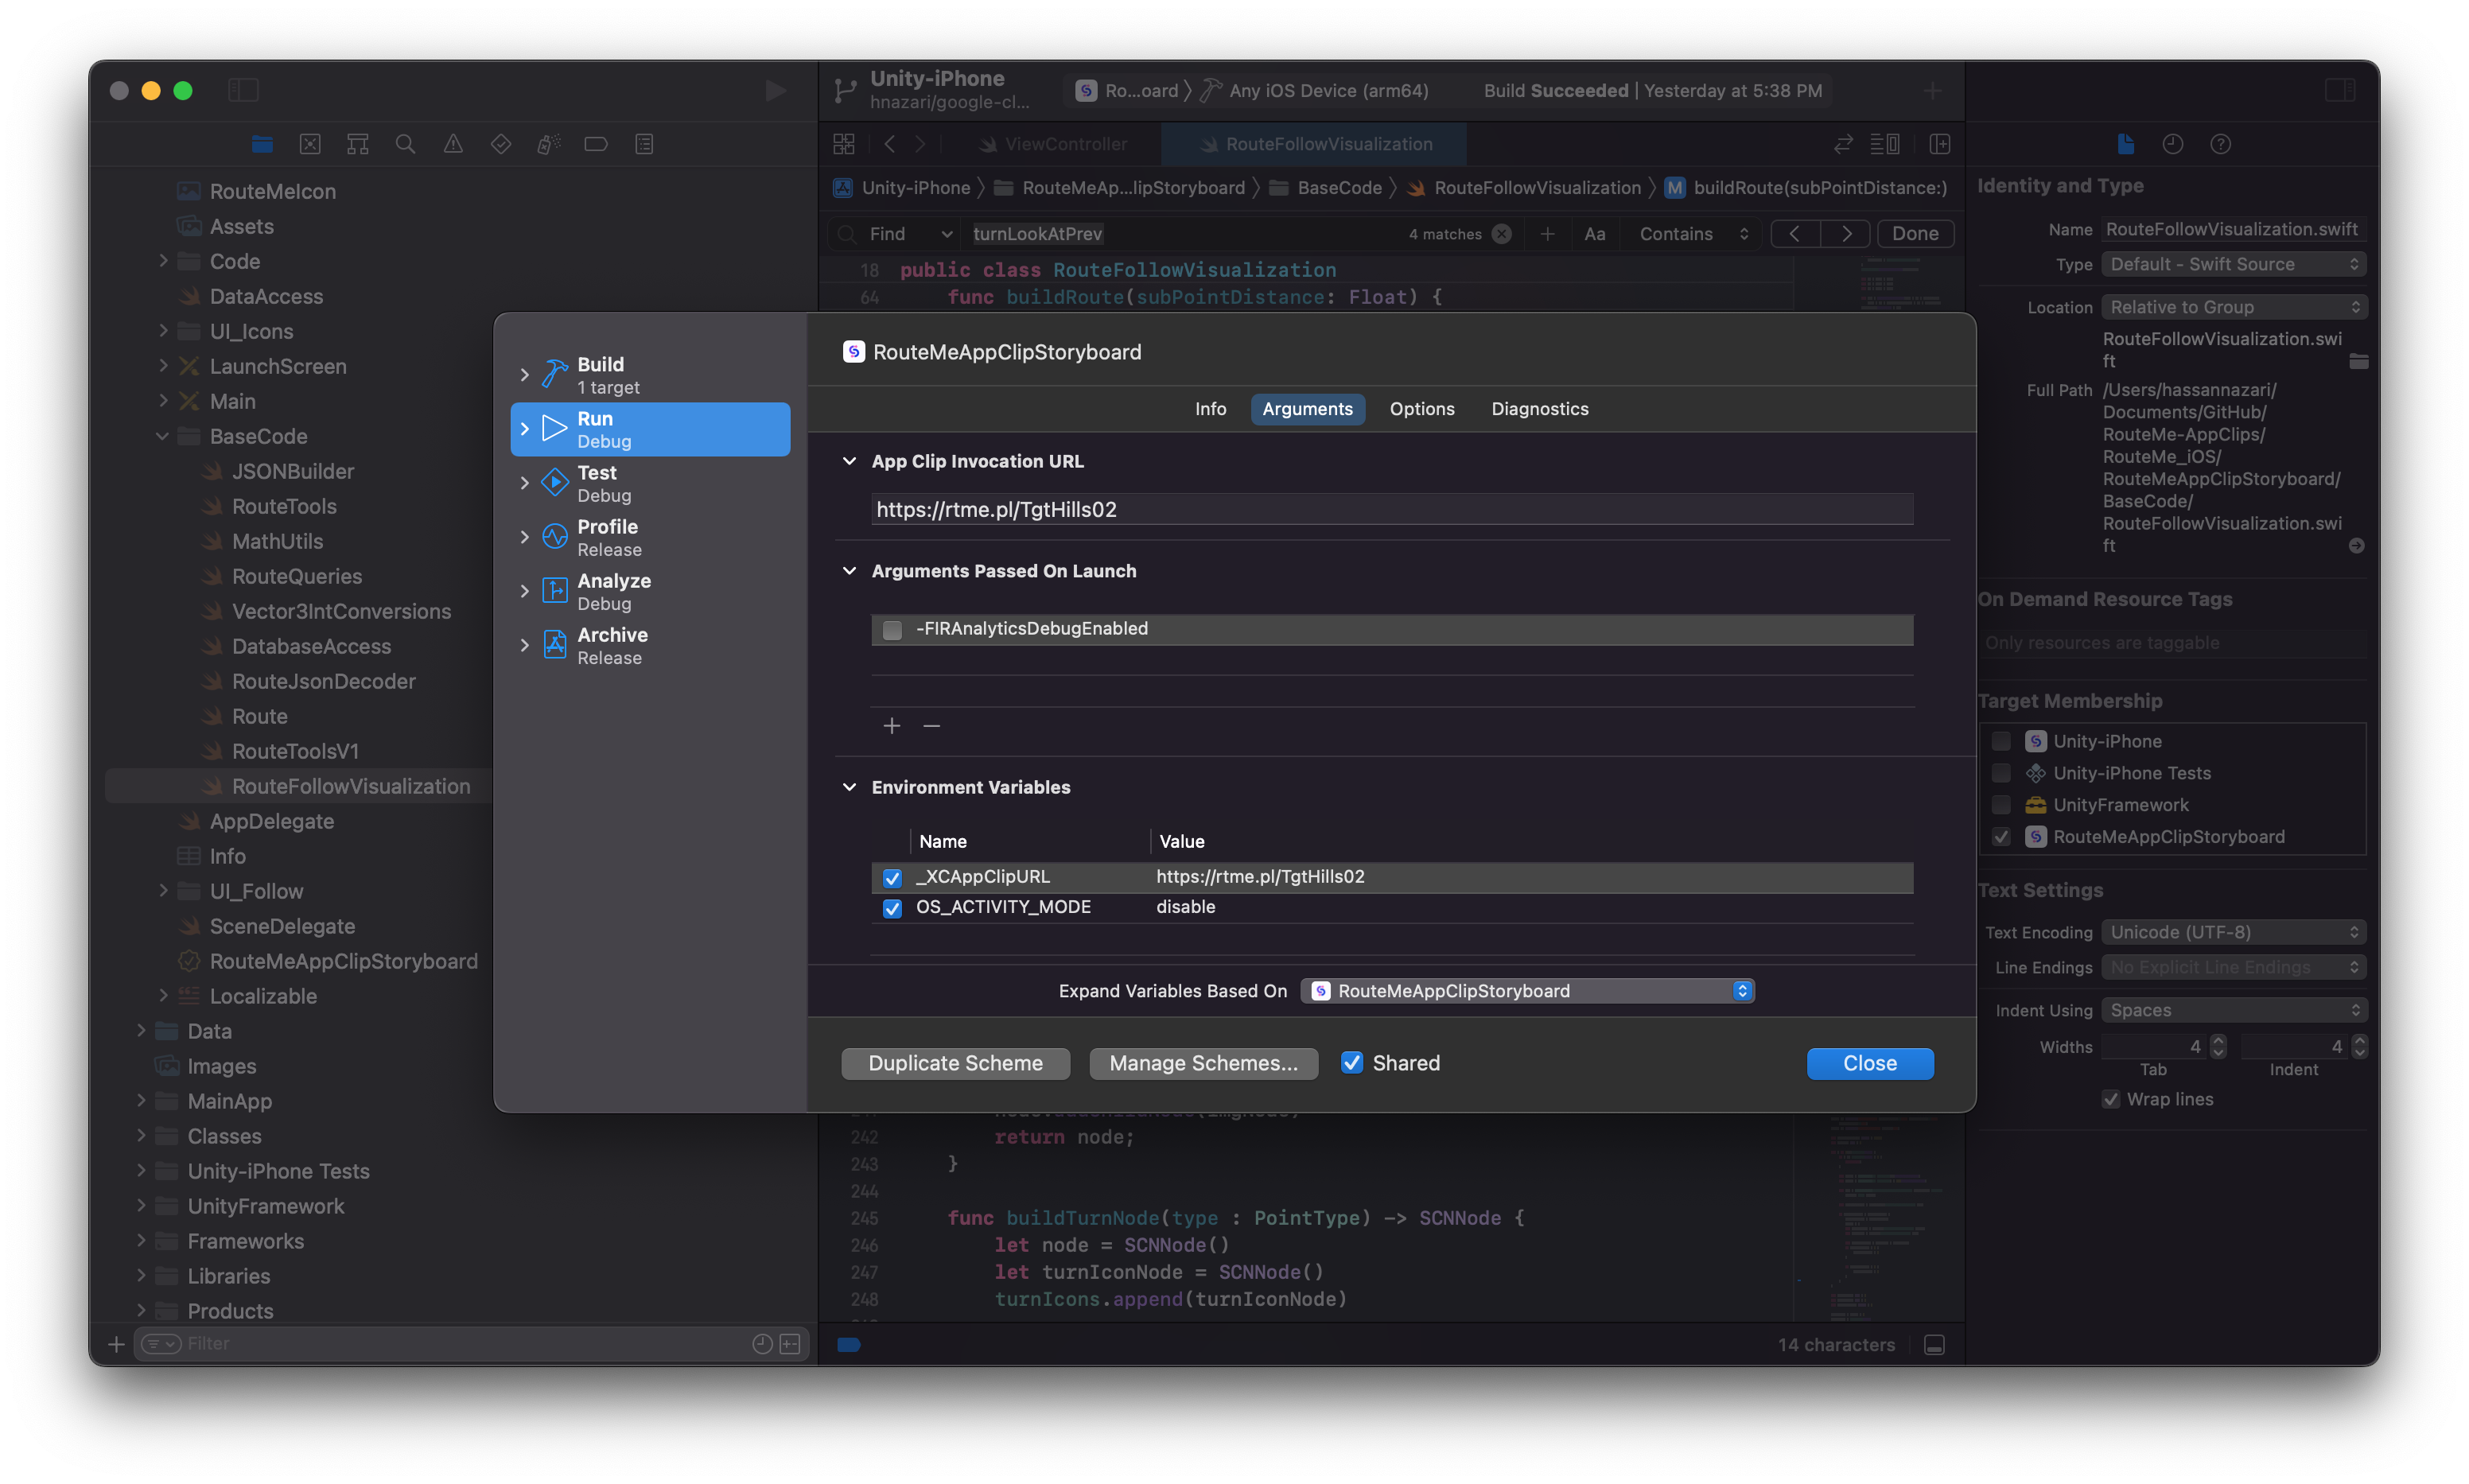 Unity-iPhone
hnazari/google-cl...
Ro...oard
Any iOS Device (arm64)
Build Succeeded | Yesterday at 5:38 PM
ViewController
RouteFollowVisualization
Unity-iPhone
RouteMeAp...lipStoryboard
BaseCode
RouteFollowVisualization
M buildRoute(subPointDistance:)
Find
turnLookAtPrev
4 matches
Aa
Contains
Done
18 public class RouteFollowVisualization
64 func buildRoute(subPointDistance: Float) {
RouteMeIcon
Assets
Code
DataAccess
UI_Icons
LaunchScreen
Main
BaseCode
JSONBuilder
RouteTools
MathUtils
RouteQueries
Vector3IntConversions
DatabaseAccess
RouteJsonDecoder
Route
RouteToolsV1
RouteFollowVisualization
AppDelegate
Info
UI_Follow
SceneDelegate
RouteMeAppClipStoryboard
Localizable
Data
Images
MainApp
Classes
Unity-iPhone Tests
UnityFramework
Frameworks
Libraries
Products
Filter
Build
1 target
Run
Debug
Test
Debug
Profile
Release
Analyze
Debug
Archive
Release
RouteMeAppClipStoryboard
Info
Arguments
Options
Diagnostics
App Clip Invocation URL
https://rtme.pl/TgtHills02
Arguments Passed On Launch
-FIRAnalyticsDebugEnabled
Environment Variables
Name Value
_XCAppClipURL https://rtme.pl/TgtHills02
OS_ACTIVITY_MODE disable
Expand Variables Based On
RouteMeAppClipStoryboard
Duplicate Scheme
Manage Schemes...
Shared
Close
242 return node;
243 }
244
245 func buildTurnNode(type : PointType) -> SCNNode {
246 let node = SCNNode()
247 let turnIconNode = SCNNode()
248 turnIcons.append(turnIconNode)
14 characters
Identity and Type
Name RouteFollowVisualization.swift
Type Default - Swift Source
Location Relative to Group
RouteFollowVisualization.swi
ft
Full Path /Users/hassannazari/
Documents/GitHub/
RouteMe-AppClips/
RouteMe_iOS/
RouteMeAppClipStoryboard/
BaseCode/
RouteFollowVisualization.swi
ft
On Demand Resource Tags
Only resources are taggable
Target Membership
Unity-iPhone
Unity-iPhone Tests
UnityFramework
RouteMeAppClipStoryboard
Text Settings
Text Encoding Unicode (UTF-8)
Line Endings No Explicit Line Endings
Indent Using Spaces
Widths 4 4
Tab Indent
Wrap lines